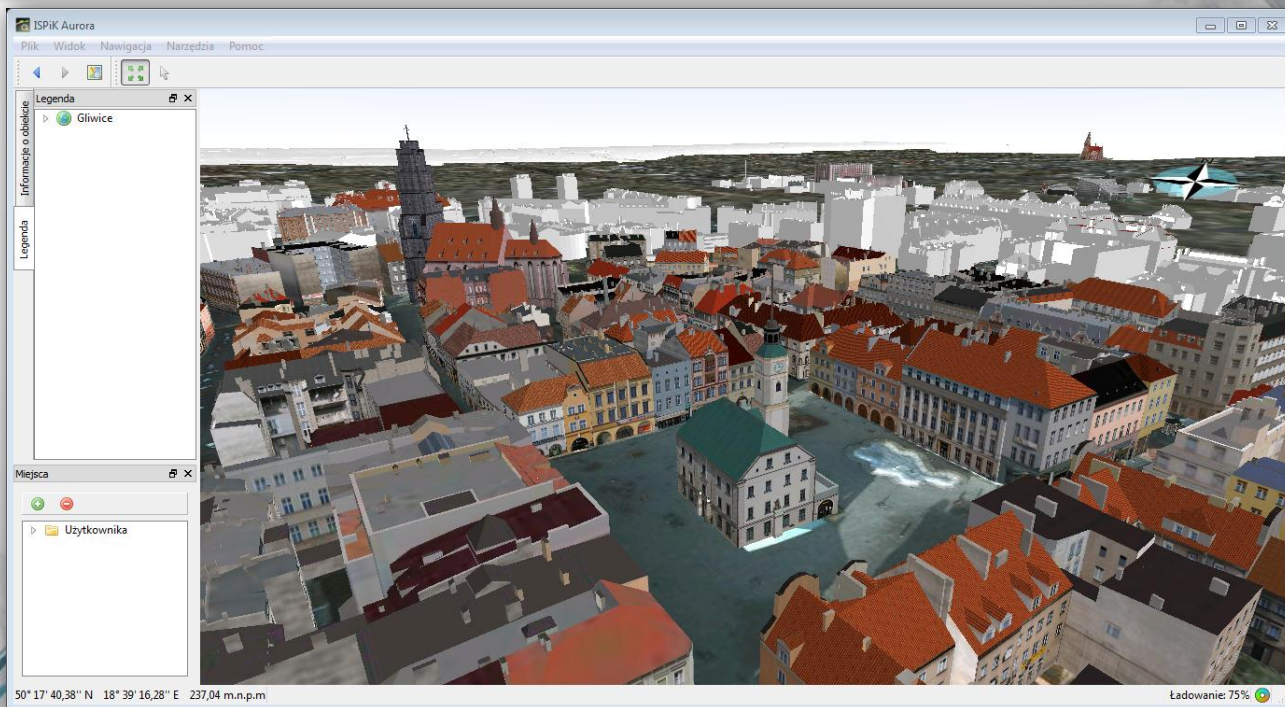 ISPiK Aurora
Plik Widok Nawigacja Narzędzia Pomoc
Informacje o obiekcie
Legenda
Legenda
Gliwice
Miejsca
Użytkownika
50° 17' 40,38'' N 18° 39' 16,28'' E 237,04 m.n.p.m
Ładowanie: 75%